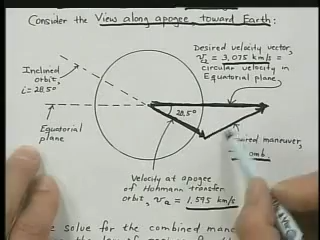 Consider the View along apogee toward Earth:
Desired velocity vector,
v₂ = 3.075 km/s =
circular velocity in
Equatorial plane
Inclined
orbit,
i = 28.5°
28.5°
Equatorial
plane
uired maneuver,
omb.
Velocity at apogee
of Hohmann transfer
orbit, va = 1.595 km/s
e solve for the combined mane